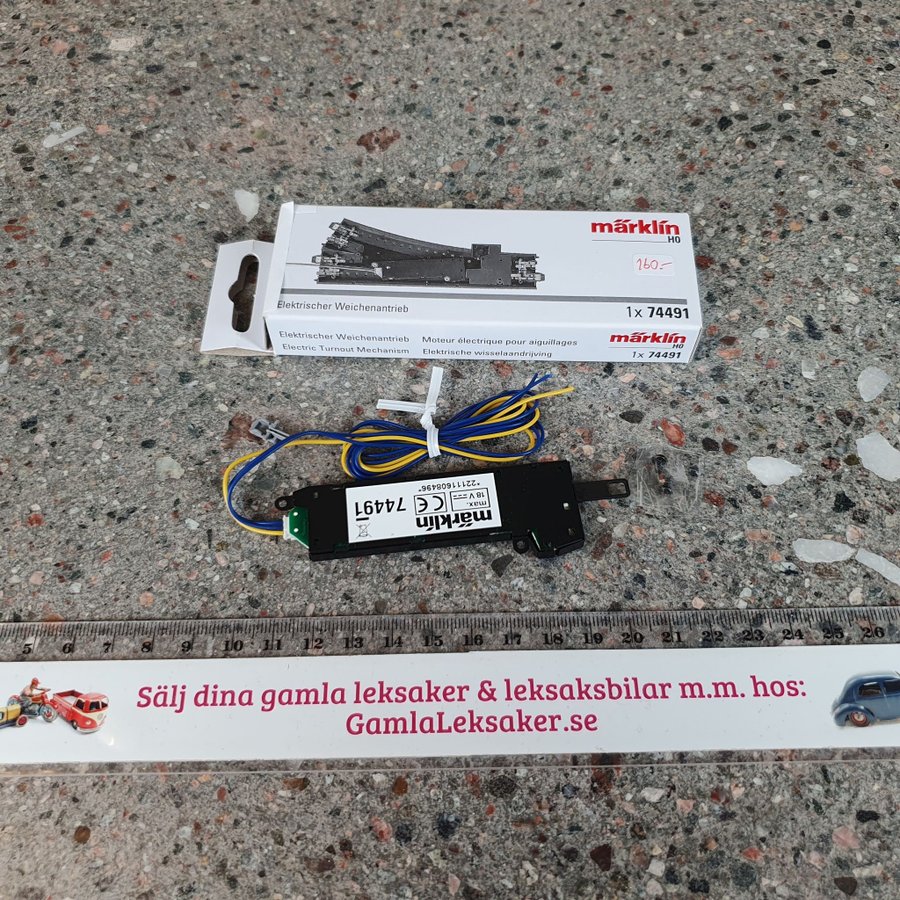 märklin
H0
160:-
Elektrischer Weichenantrieb
1 x 74491
Elektrischer Weichenantrieb Moteur électrique pour aiguillages
Electric Turnout Mechanism Elektrische wisselaandrijving
märklin
H0
1x 74491
märklin
74491
CE
max.
18 V
*22111608496*
5 6 7 8 9 10 11 12 13 14 15 16 17 18 19 20 21 22 23 24 25 26
Sälj dina gamla leksaker & leksaksbilar m.m. hos:
GamlaLeksaker.se